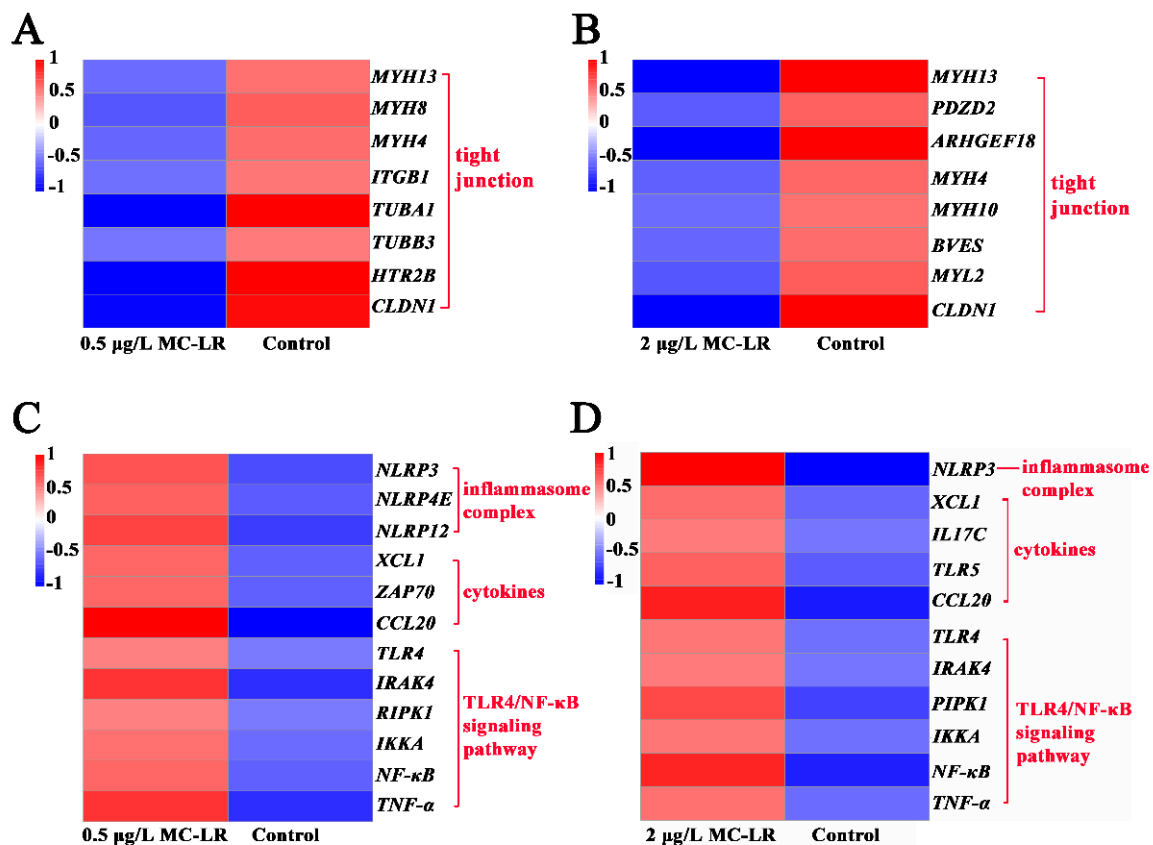 A
1
0.5
0
-0.5
-1
MYH13
MYH8
MYH4
ITGB1
TUBA1
TUBB3
HTR2B
CLDN1
tight
junction
0.5 μg/L MC-LR Control
B
1
0.5
0
-0.5
-1
MYH13
PDZD2
ARHGEF18
MYH4
MYH10
BVES
MYL2
CLDN1
tight
junction
2 μg/L MC-LR Control
C
1
0.5
0
-0.5
-1
NLRP3
NLRP4E
NLRP12
XCL1
ZAP70
CCL20
TLR4
IRAK4
RIPK1
IKKA
NF-κB
TNF-α
inflammasome
complex
cytokines
TLR4/NF-κB
signaling
pathway
0.5 μg/L MC-LR Control
D
1
0.5
0
-0.5
-1
NLRP3
XCL1
IL17C
TLR5
CCL20
TLR4
IRAK4
PIPK1
IKKA
NF-κB
TNF-α
inflammasome
complex
cytokines
TLR4/NF-κB
signaling
pathway
2 μg/L MC-LR Control